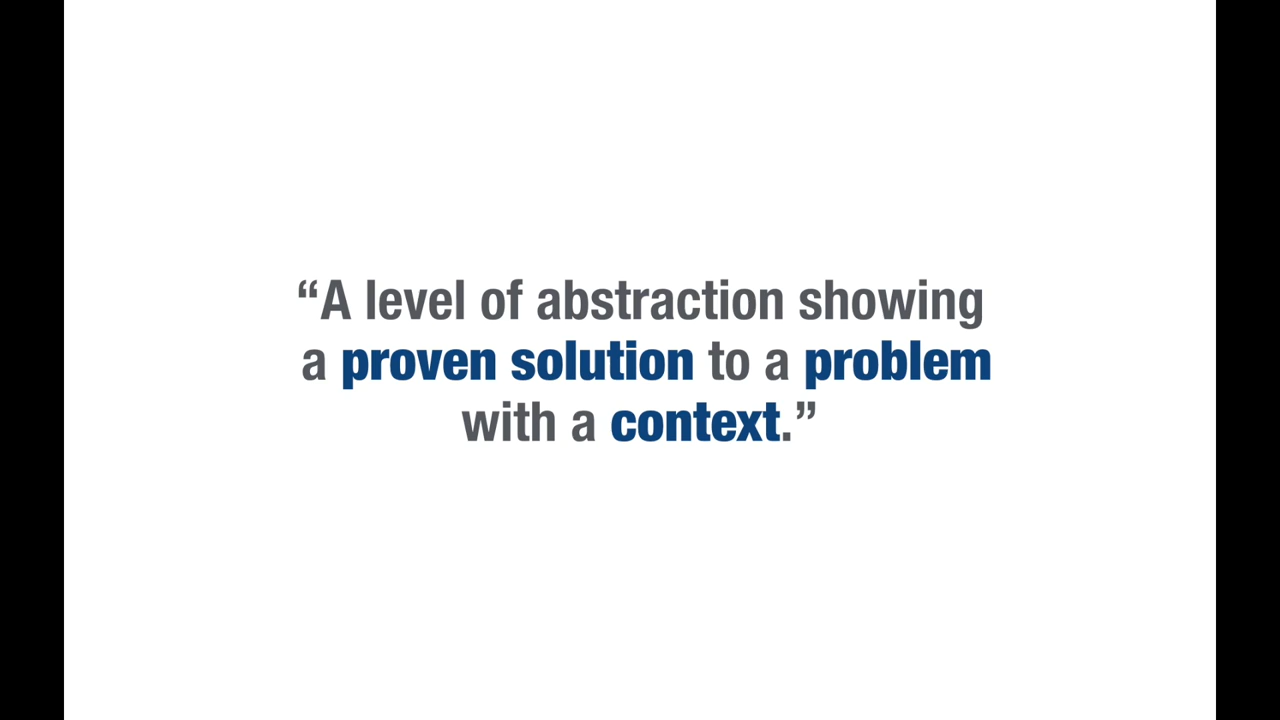 “A level of abstraction showing
a proven solution to a problem
with a context.”